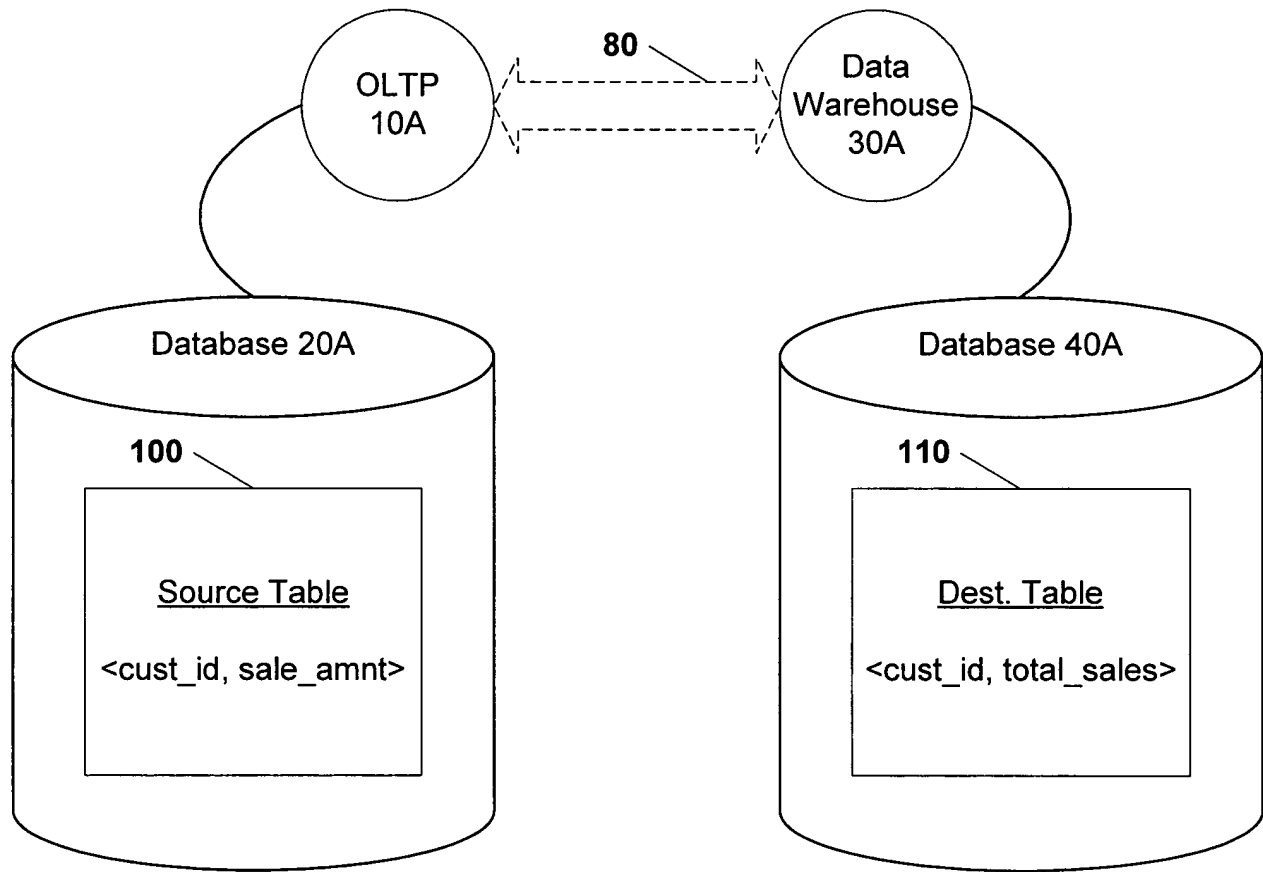 80
OLTP
10A
Data
Warehouse
30A
Database 20A
Database 40A
100
110
Source Table
<cust_id, sale_amnt>
Dest. Table
<cust_id, total_sales>